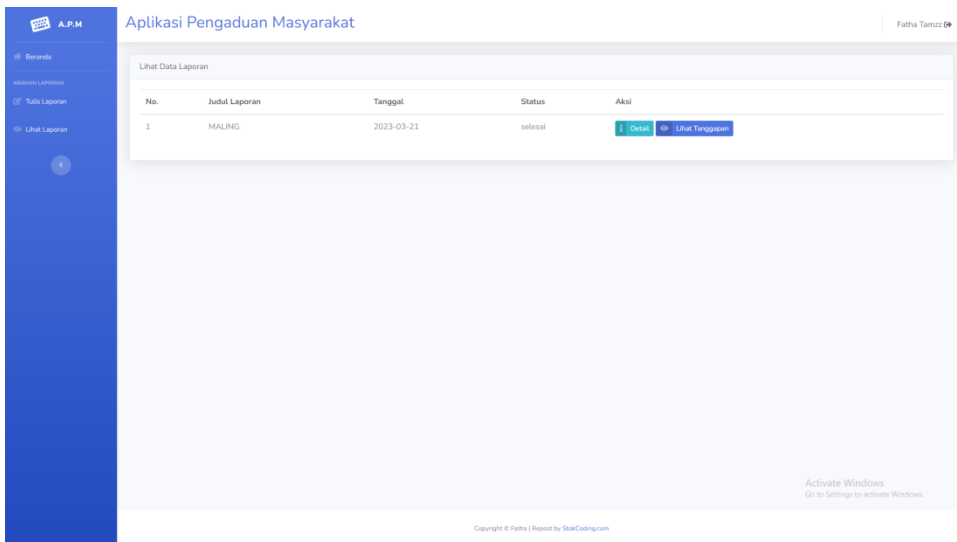 A.P.M
Aplikasi Pengaduan Masyarakat
Fatha Tamzz
Beranda
ARAHAN LAPORAN
Tulis Laporan
Lihat Laporan
Lihat Data Laporan
No. Judul Laporan Tanggal Status Aksi
1 MALING 2023-03-21 selesai Detail Lihat Tanggapan
Activate Windows
Go to Settings to activate Windows.
Copyright © Fatha | Repost by StokCoding.com